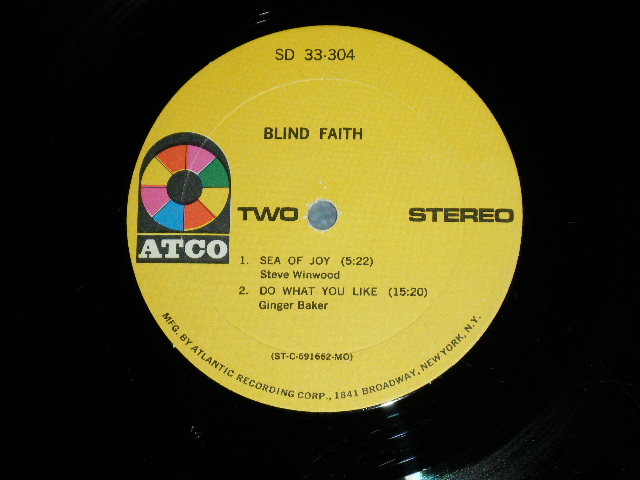 SD 33-304
BLIND FAITH
ATCO
TWO
STEREO
1. SEA OF JOY (5:22)
Steve Winwood
2. DO WHAT YOU LIKE (15:20)
Ginger Baker
(ST-C-691662-MO)
MFG. BY ATLANTIC RECORDING CORP., 1841 BROADWAY, NEW YORK, N.Y.